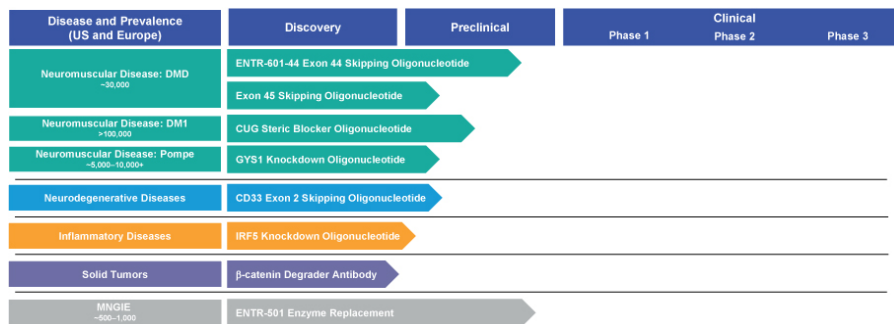 Disease and Prevalence
(US and Europe)
Discovery
Preclinical
Clinical
Phase 1
Phase 2
Phase 3
Neuromuscular Disease: DMD
~30,000
ENTR-601-44 Exon 44 Skipping Oligonucleotide
Exon 45 Skipping Oligonucleotide
Neuromuscular Disease: DM1
>100,000
CUG Steric Blocker Oligonucleotide
Neuromuscular Disease: Pompe
~5,000–10,000+
GYS1 Knockdown Oligonucleotide
Neurodegenerative Diseases
CD33 Exon 2 Skipping Oligonucleotide
Inflammatory Diseases
IRF5 Knockdown Oligonucleotide
Solid Tumors
β-catenin Degrader Antibody
MNGIE
~500–1,000
ENTR-501 Enzyme Replacement